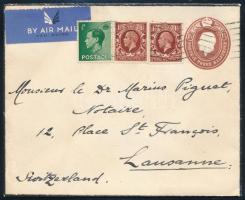 BY AIR MAIL
POSTAGE
Monsieur le Dr Marius Piguet,
Notaire,
12, Place St François,
Lausanne.
Switzerland.